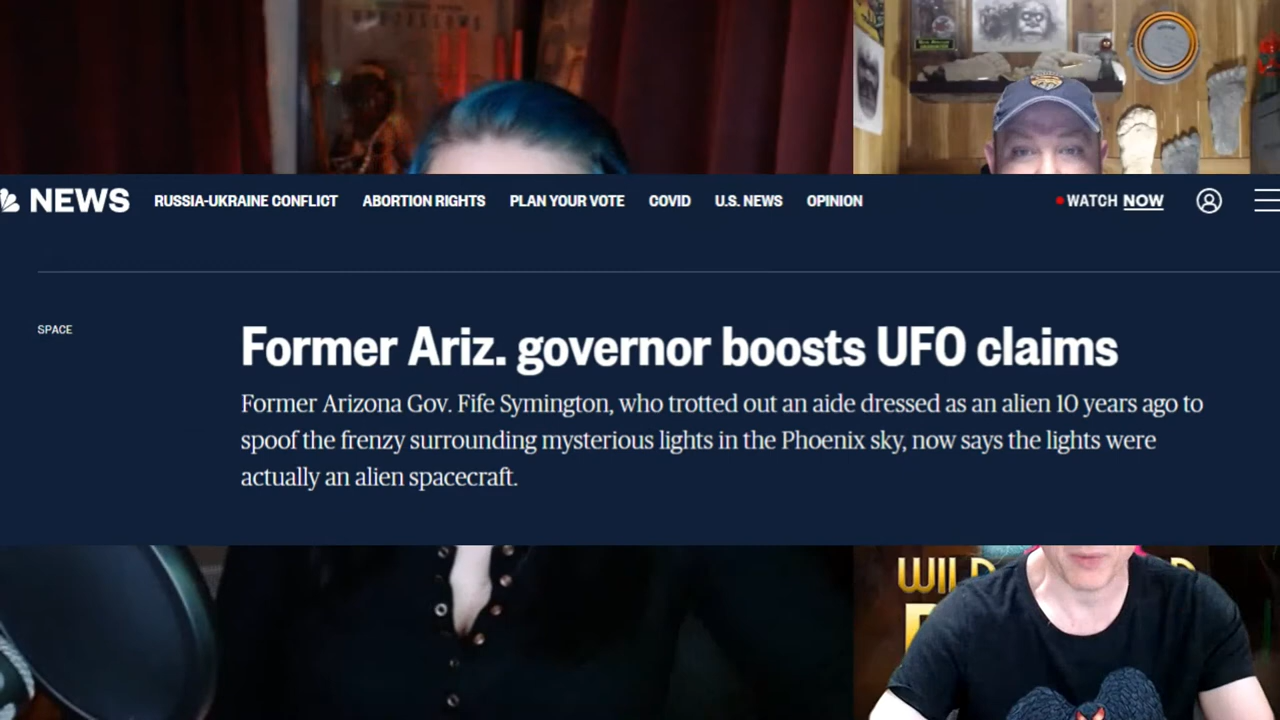 NEWS RUSSIA-UKRAINE CONFLICT ABORTION RIGHTS PLAN YOUR VOTE COVID U.S. NEWS OPINION WATCH NOW
SPACE
Former Ariz. governor boosts UFO claims
Former Arizona Gov. Fife Symington, who trotted out an aide dressed as an alien 10 years ago to
spoof the frenzy surrounding mysterious lights in the Phoenix sky, now says the lights were
actually an alien spacecraft.